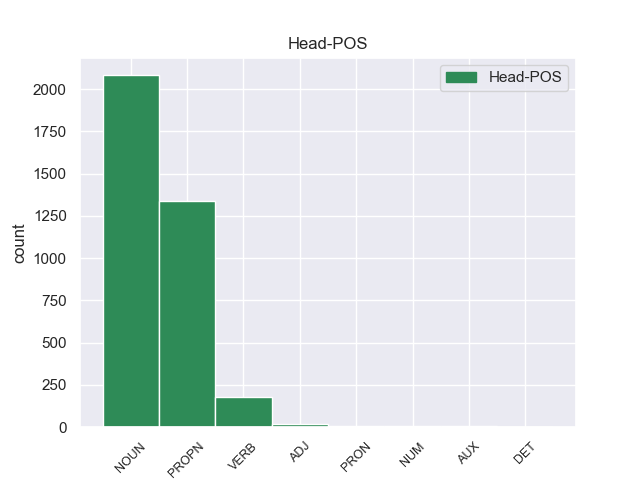 Head-POS
Head-POS
count
2000
1750
1500
1250
1000
750
500
250
0
NOUN
PROPN
VERB
ADJ
PRON
NUM
AUX
DET